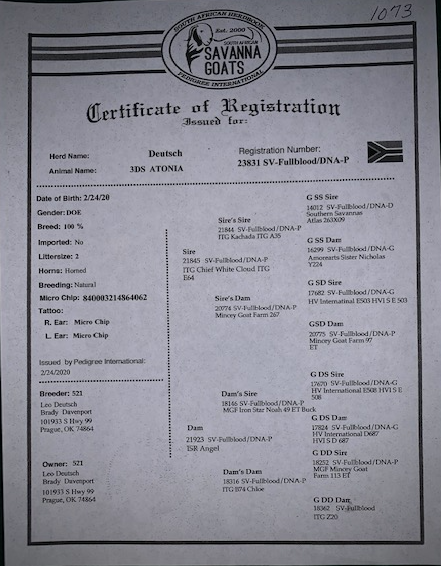 1073
SOUTH AFRICAN HERDBOOK
Est. 2000
SOUTH AFRICAN
SAVANNA
GOATS
PEDIGREE INTERNATIONAL
Certificate of Registration
Issued for:
Herd Name: Deutsch
Registration Number:
Animal Name: 3DS ATONIA
23831 SV-Fullblood/DNA-P
Date of Birth: 2/24/20
Gender: DOE
Breed: 100 %
Imported: No
Littersize: 2
Horns: Horned
Breeding: Natural
Micro Chip: 840003214864062
Tattoo:
R. Ear: Micro Chip
L. Ear: Micro Chip
Issued by Pedigree International:
2/24/2020
Breeder: 521
Leo Deutsch
Brady Davenport
101933 S Hwy 99
Prague, OK 74864
Owner: 521
Leo Deutsch
Brady Davenport
101933 S Hwy 99
Prague, OK 74864
Sire
21845 SV-Fullblood/DNA-P
ITG Chief White Cloud ITG
E64
Dam
21923 SV-Fullblood/DNA-P
ISR Angel
Sire's Sire
21844 SV-Fullblood/DNA-P
ITG Kachada ITG A35
Sire's Dam
20774 SV-Fullblood/DNA-P
Mincey Goat Farm 267
Dam's Sire
18146 SV-Fullblood/DNA-P
MGF Iron Star Noah 49 ET Buck
Dam's Dam
18316 SV-Fullblood/DNA-P
ITG B74 Chloe
G SS Sire
14012 SV-Fullblood/DNA-D
Southern Savannas
Atlas 263X09
G SS Dam
16299 SV-Fullblood/DNA-G
Amorearts Sister Nicholas
Y224
G SD Sire
17682 SV-Fullblood/DNA-G
HV Internatinal E503 HVI S E 503
GSD Dam
20775 SV-Fullblood/DNA-P
Mincey Goat Farm 97
ET
G DS Sire
17670 SV-Fullblood/DNA-G
HV International E508 HVI S E
508
G DS Dam
17824 SV-Fullblood/DNA-G
HV International D687
HVI S D 687
G DD Sire
18252 SV-Fullblood/DNA-P
MGF Mincey Goat
Farm 113 ET
G DD Dam
18362 SV-Fullblood
ITG Z20